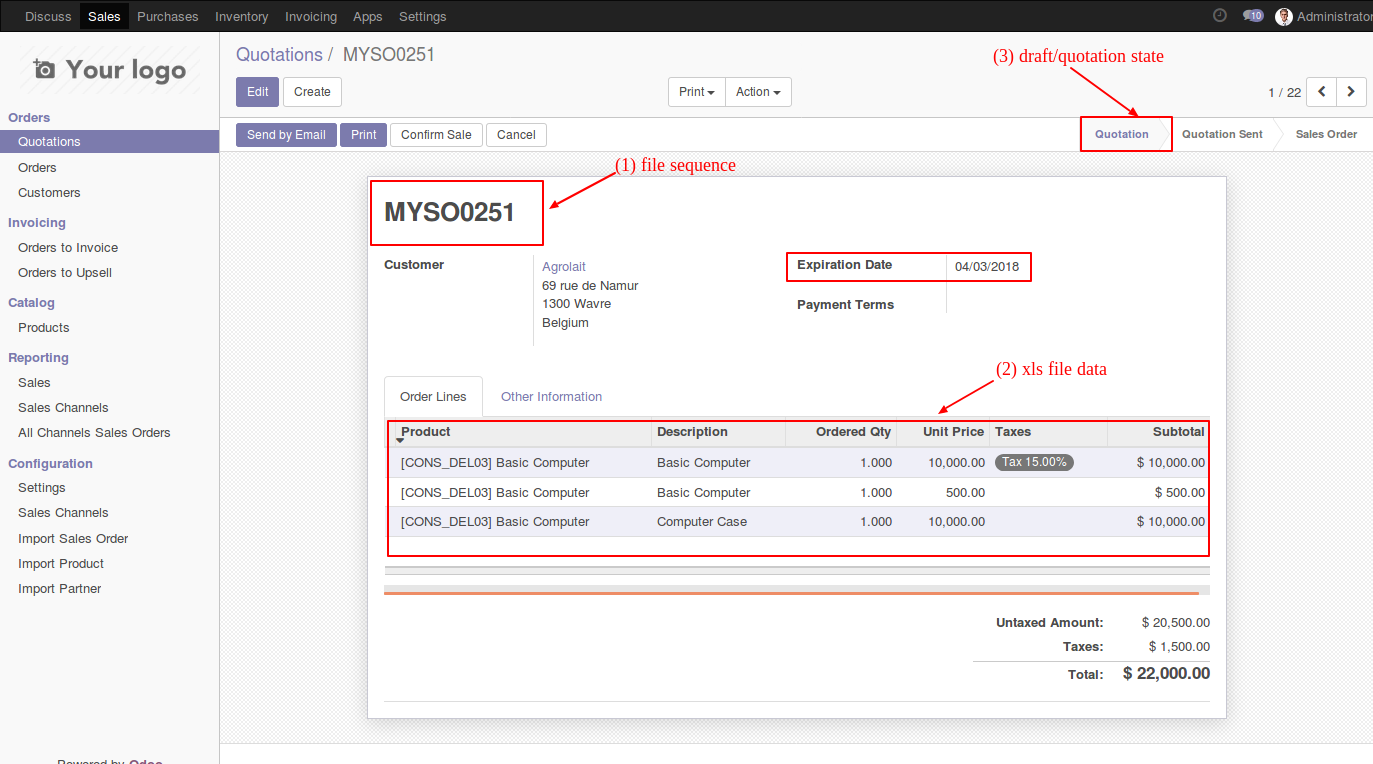 Discuss Sales Purchases Inventory Invoicing Apps Settings 10 Administrator
Your logo
Quotations / MYSO0251
(3) draft/quotation state
Edit Create Print Action 1 / 22
Send by Email Print Confirm Sale Cancel Quotation Quotation Sent Sales Order
Orders
Quotations
Orders
Customers
Invoicing
Orders to Invoice
Orders to Upsell
Catalog
Products
Reporting
Sales
Sales Channels
All Channels Sales Orders
Configuration
Settings
Sales Channels
Import Sales Order
Import Product
Import Partner
Powered by Odoo
(1) file sequence
MYSO0251
Customer Agrolait
69 rue de Namur
1300 Wavre
Belgium
Expiration Date 04/03/2018
Payment Terms
(2) xls file data
Order Lines Other Information
Product Description Ordered Qty Unit Price Taxes Subtotal
[CONS_DEL03] Basic Computer Basic Computer 1.000 10,000.00 Tax 15.00% $ 10,000.00
[CONS_DEL03] Basic Computer Basic Computer 1.000 500.00 $ 500.00
[CONS_DEL03] Basic Computer Computer Case 1.000 10,000.00 $ 10,000.00
Untaxed Amount: $ 20,500.00
Taxes: $ 1,500.00
Total: $ 22,000.00